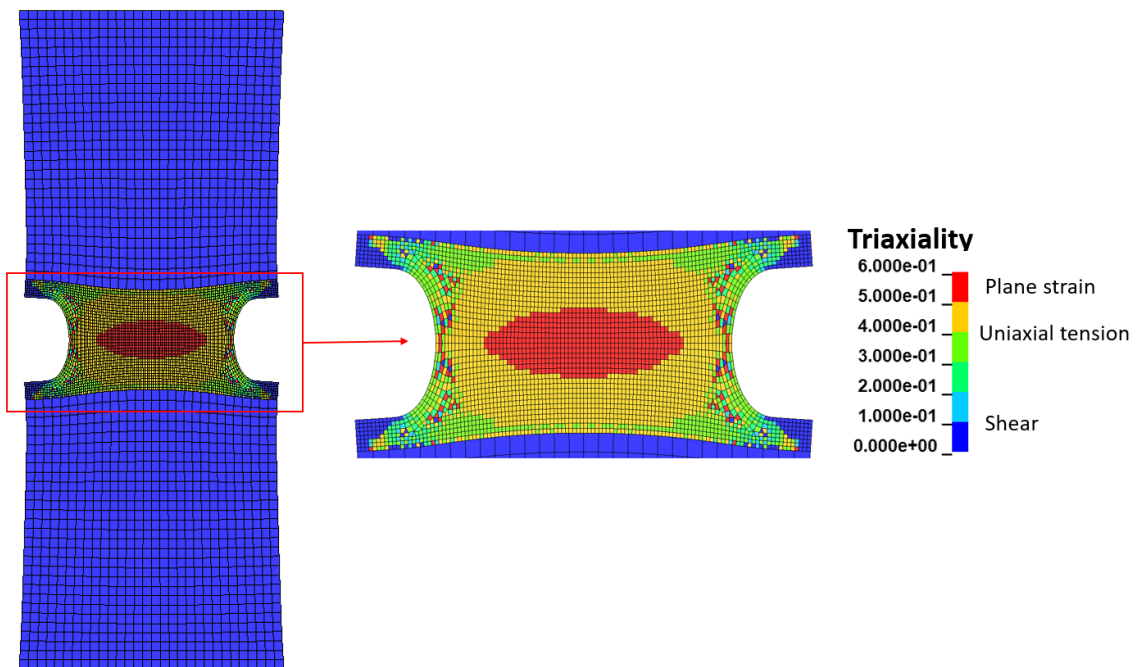 Triaxiality
6.000e-01
Plane strain
5.000e-01
Uniaxial tension
4.000e-01
3.000e-01
2.000e-01
1.000e-01
Shear
0.000e+00